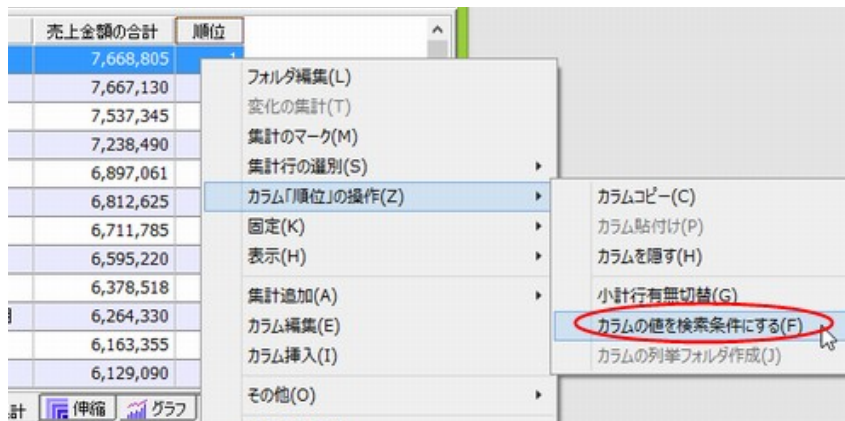 売上金額の合計 順位
7,668,805 1
7,667,130
7,537,345
7,238,490
6,897,061
6,812,625
6,711,785
6,595,220
6,378,518
6,264,330
6,163,355
6,129,090
計 伸縮 グラフ
フォルダ編集(L)
変化の集計(T)
集計のマーク(M)
集計行の選別(S)
カラム「順位」の操作(Z)
固定(K)
表示(H)
集計追加(A)
カラム編集(E)
カラム挿入(I)
その他(O)
カラムコピー(C)
カラム貼付け(P)
カラムを隠す(H)
小計行有無切替(G)
カラムの値を検索条件にする(F)
カラムの列挙フォルダ作成(J)